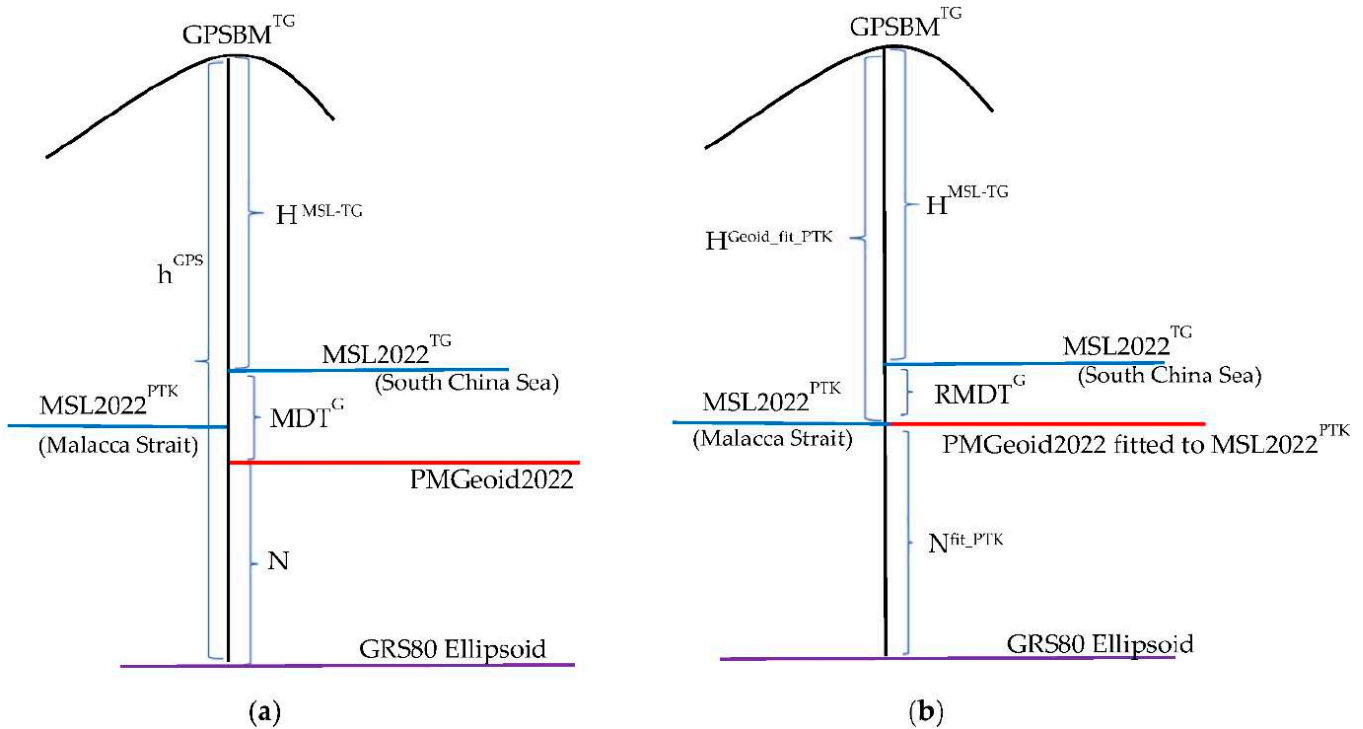 GPSBM^TG
H^MSL-TG
h^GPS
MSL2022^TG
(South China Sea)
MSL2022^PTK
(Malacca Strait)
MDT^G
PMGeoid2022
N
GRS80 Ellipsoid
(a)
GPSBM^TG
H^MSL-TG
H^Geoid_fit_PTK
MSL2022^TG
(South China Sea)
MSL2022^PTK
(Malacca Strait)
RMDT^G
PMGeoid2022 fitted to MSL2022^PTK
N^fit_PTK
GRS80 Ellipsoid
(b)